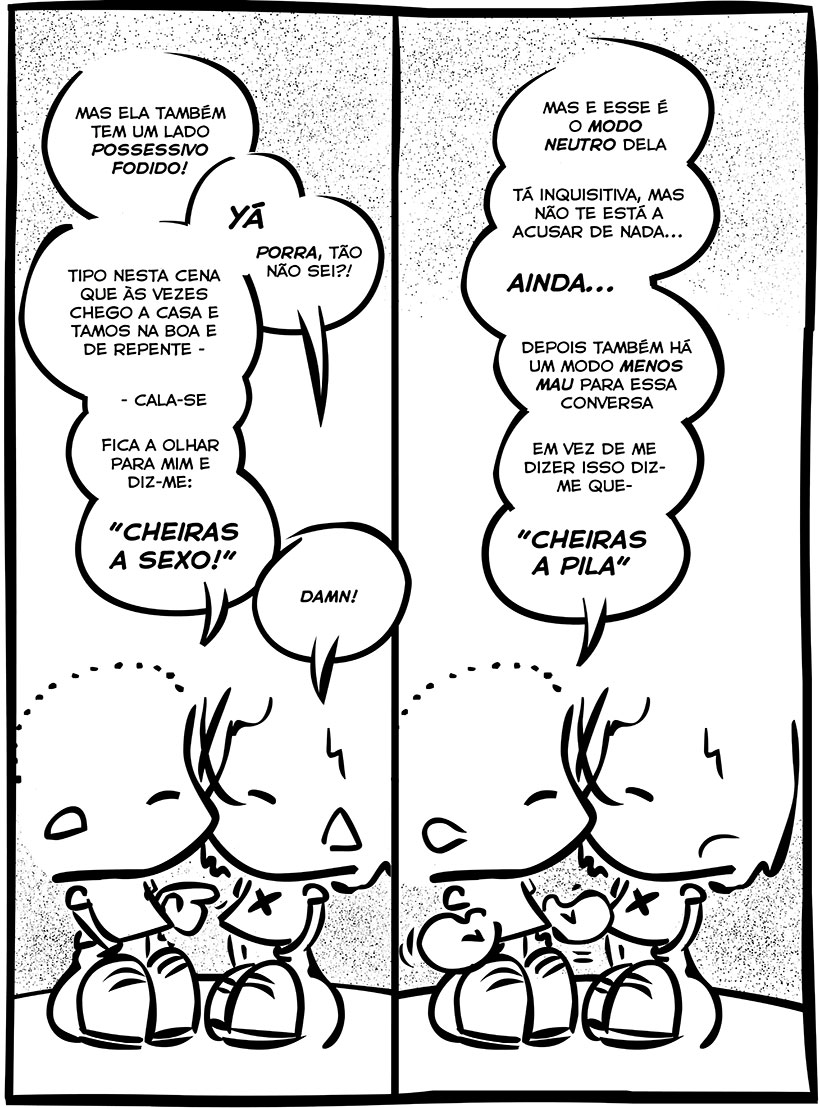 MAS ELA TAMBÉM
TEM UM LADO
POSSESSIVO
FODIDO!
YÁ
PORRA, TÃO
NÃO SEI?!
TIPO NESTA CENA
QUE ÀS VEZES
CHEGO A CASA E
TAMOS NA BOA E
DE REPENTE -
- CALA-SE
FICA A OLHAR
PARA MIM E
DIZ-ME:
"CHEIRAS
A SEXO!"
DAMN!
MAS E ESSE É
O MODO
NEUTRO DELA
TÁ INQUISITIVA, MAS
NÃO TE ESTÁ A
ACUSAR DE NADA...
AINDA...
DEPOIS TAMBÉM HÁ
UM MODO MENOS
MAU PARA ESSA
CONVERSA
EM VEZ DE ME
DIZER ISSO DIZ-
ME QUE-
"CHEIRAS
A PILA"